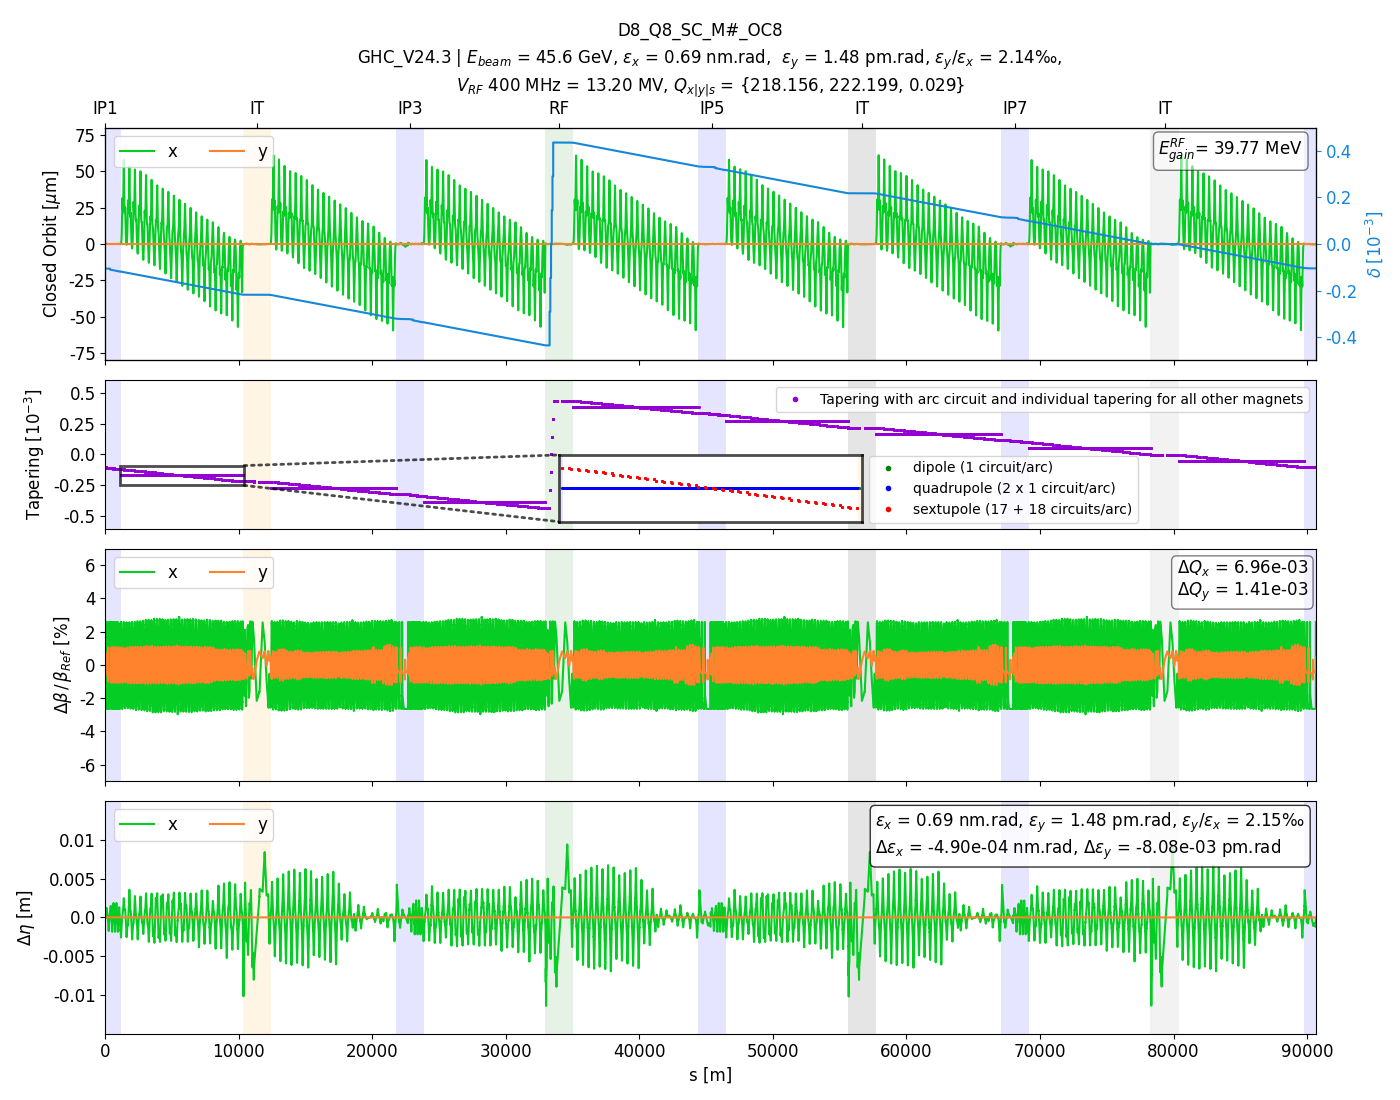 D8_Q8_SC_M#_OC8
GHC_V24.3 | E_beam = 45.6 GeV, ε_x = 0.69 nm.rad, ε_y = 1.48 pm.rad, ε_y/ε_x = 2.14‰,
V_RF 400 MHz = 13.20 MV, Q_x|y|s = {218.156, 222.199, 0.029}
IP1 IT IP3 RF IP5 IT IP7 IT
x y
E^RF_gain = 39.77 MeV
Closed Orbit [μm]
75
50
25
0
-25
-50
-75
0.4
0.2
0.0
-0.2
-0.4
δ [10^-3]
Tapering [10^-3]
0.5
0.25
0.0
-0.25
-0.5
Tapering with arc circuit and individual tapering for all other magnets
dipole (1 circuit/arc)
quadrupole (2 x 1 circuit/arc)
sextupole (17 + 18 circuits/arc)
Δβ/β_Ref [%]
6
4
2
0
-2
-4
-6
x y
ΔQ_x = 6.96e-03
ΔQ_y = 1.41e-03
Δη [m]
0.01
0.005
0.0
-0.005
-0.01
x y
ε_x = 0.69 nm.rad, ε_y = 1.48 pm.rad, ε_y/ε_x = 2.15‰
Δε_x = -4.90e-04 nm.rad, Δε_y = -8.08e-03 pm.rad
0 10000 20000 30000 40000 50000 60000 70000 80000 90000
s [m]